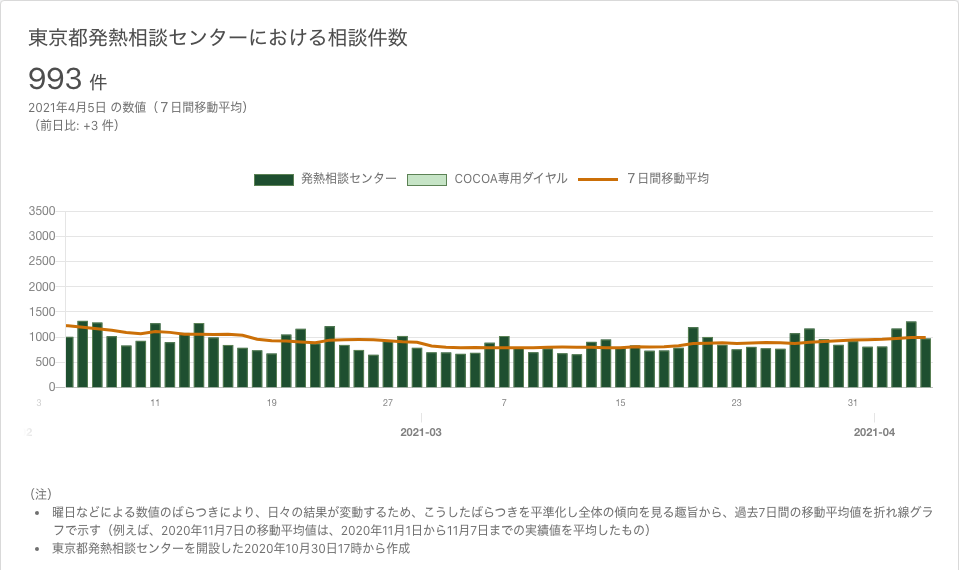 東京都発熱相談センターにおける相談件数
993 件
2021年4月5日 の数値（７日間移動平均）
（前日比: +3 件）
発熱相談センター COCOA専用ダイヤル ７日間移動平均
3500
3000
2500
2000
1500
1000
500
0
3 11 19 27 7 15 23 31
2 2021-03 2021-04
（注）
• 曜日などによる数値のばらつきにより、日々の結果が変動するため、こうしたばらつきを平準化し全体の傾向を見る趣旨から、過去7日間の移動平均値を折れ線グラ
フで示す（例えば、2020年11月7日の移動平均値は、2020年11月1日から11月7日までの実績値を平均したもの）
• 東京都発熱相談センターを開設した2020年10月30日17時から作成